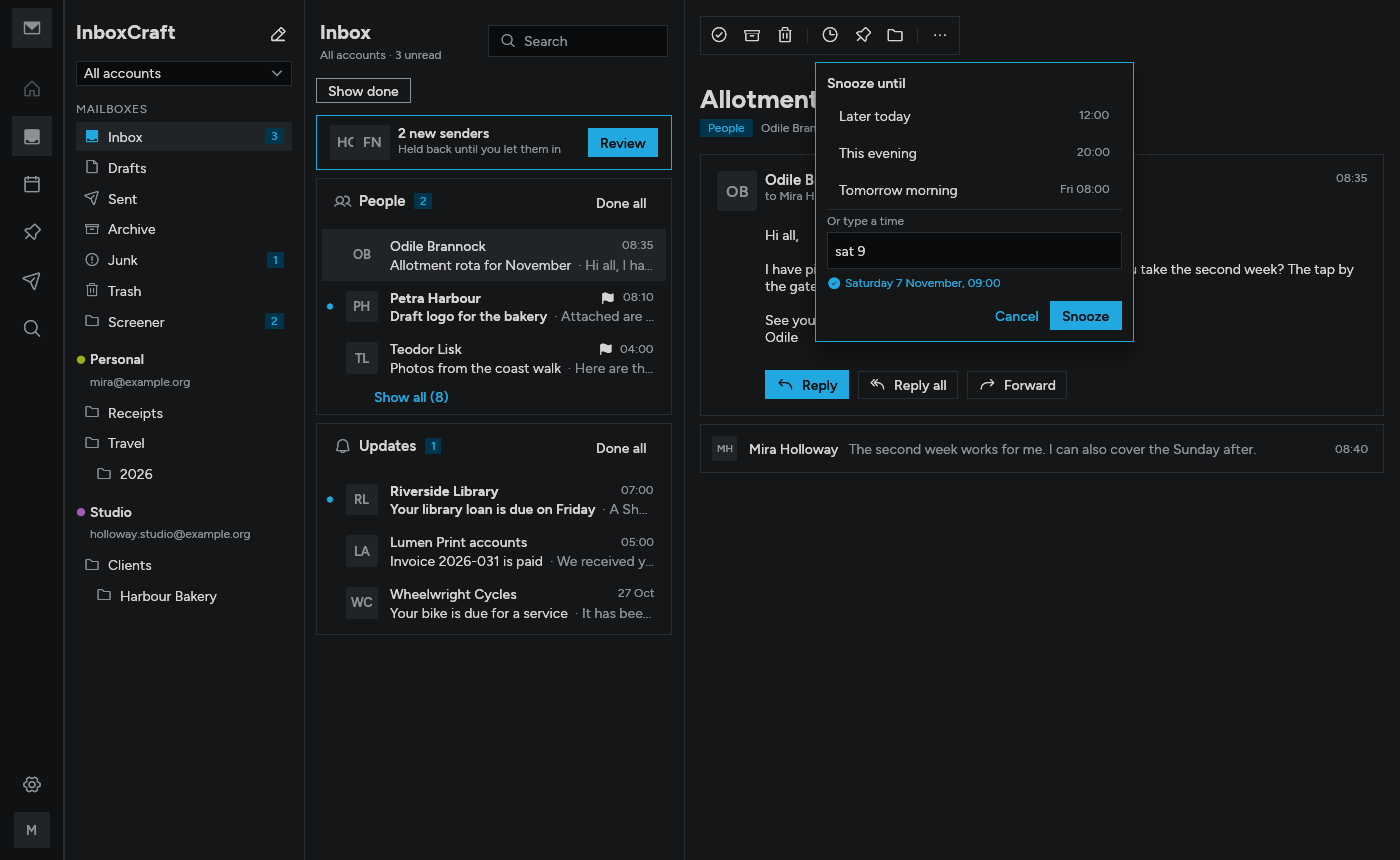 InboxCraft
All accounts
MAILBOXES
Inbox 3
Drafts
Sent
Archive
Junk 1
Trash
Screener 2
Personal
mira@example.org
Receipts
Travel
2026
Studio
holloway.studio@example.org
Clients
Harbour Bakery
M
Inbox
All accounts · 3 unread
Search
Show done
FN
2 new senders
Held back until you let them in
Review
People 2
Done all
OB
Odile Brannock 08:35
Allotment rota for November · Hi all, I ha...
PH
Petra Harbour 08:10
Draft logo for the bakery · Attached are ...
TL
Teodor Lisk 04:00
Photos from the coast walk · Here are th...
Show all (8)
Updates 1
Done all
RL
Riverside Library 07:00
Your library loan is due on Friday · A Sh...
LA
Lumen Print accounts 05:00
Invoice 2026-031 is paid · We received y...
WC
Wheelwright Cycles 27 Oct
Your bike is due for a service · It has bee...
...
Allotment
People Odile Bran
OB
Odile B
to Mira H
08:35
Hi all,
I have pi
take the second week? The tap by
the gate
See you
Odile
Snooze until
Later today 12:00
This evening 20:00
Tomorrow morning Fri 08:00
Or type a time
sat 9
Saturday 7 November, 09:00
Cancel
Snooze
Reply
Reply all
Forward
MH
Mira Holloway The second week works for me. I can also cover the Sunday after. 08:40